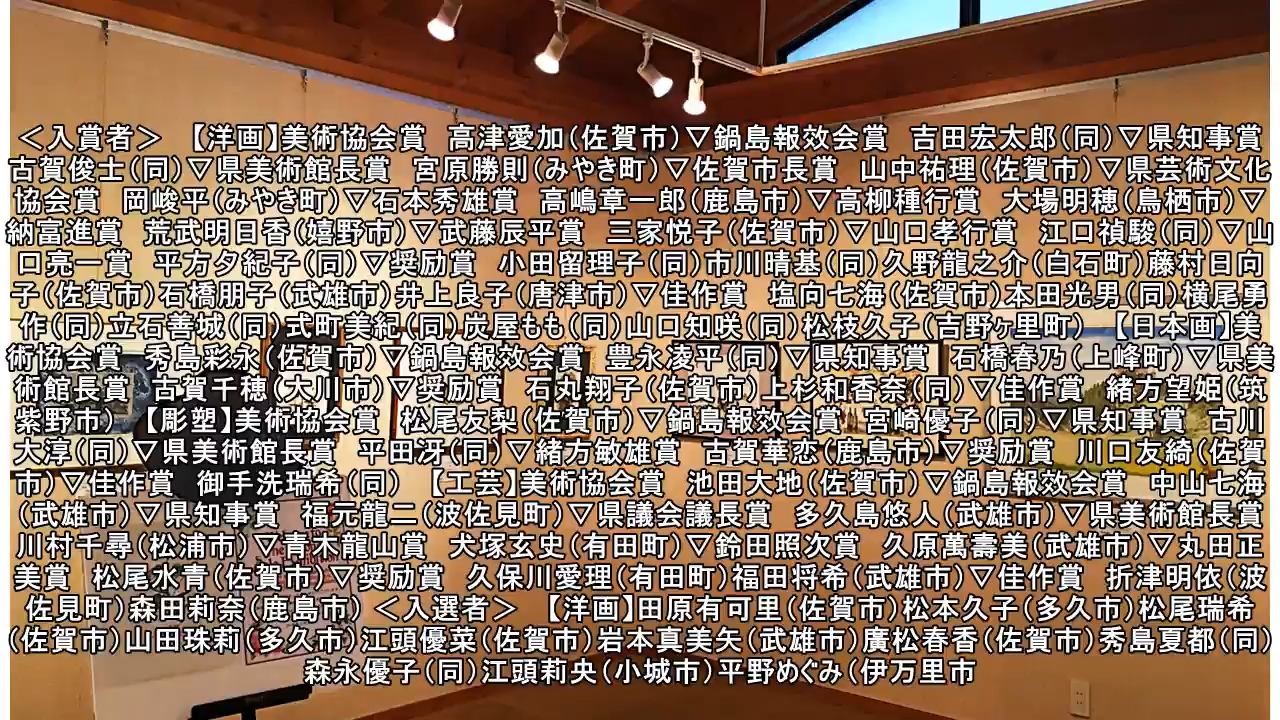 ＜入賞者＞　【洋画】美術協会賞　高津愛加（佐賀市）▽鍋島報效会賞　吉田宏太郎（同）▽県知事賞
古賀俊士（同）▽県美術館長賞　宮原勝則（みやき町）▽佐賀市長賞　山中祐理（佐賀市）▽県芸術文化
協会賞　岡峻平（みやき町）▽石本秀雄賞　高嶋章一郎（鹿島市）▽高柳種行賞　大場明穂（鳥栖市）▽
納富進賞　荒武明日香（嬉野市）▽武藤辰平賞　三家悦子（佐賀市）▽山口孝行賞　江口禎駿（同）▽山
口亮一賞　平方夕紀子（同）▽奨励賞　小田留理子（同）市川晴基（同）久野龍之介（白石町）藤村日向
子（佐賀市）石橋朋子（武雄市）井上良子（唐津市）▽佳作賞　塩向七海（佐賀市）本田光男（同）横尾勇
作（同）立石善城（同）式町美紀（同）炭屋もも（同）山口知咲（同）松枝久子（吉野ヶ里町）　【日本画】美
術協会賞　秀島彩永（佐賀市）▽鍋島報效会賞　豊永凌平（同）▽県知事賞　石橋春乃（上峰町）▽県美
術館長賞　古賀千穂（大川市）▽奨励賞　石丸翔子（佐賀市）上杉和香奈（同）▽佳作賞　緒方望姫（筑
紫野市）　【彫塑】美術協会賞　松尾友梨（佐賀市）▽鍋島報效会賞　宮崎優子（同）▽県知事賞　古川
大淳（同）▽県美術館長賞　平田冴（同）▽緒方敏雄賞　古賀華恋（鹿島市）▽奨励賞　川口友綺（佐賀
市）▽佳作賞　御手洗瑞希（同）　【工芸】美術協会賞　池田大地（佐賀市）▽鍋島報效会賞　中山七海
（武雄市）▽県知事賞　福元龍二（波佐見町）▽県議会議長賞　多久島悠人（武雄市）▽県美術館長賞
川村千尋（松浦市）▽青木龍山賞　犬塚玄史（有田町）▽鈴田照次賞　久原萬壽美（武雄市）▽丸田正
美賞　松尾水青（佐賀市）▽奨励賞　久保川愛理（有田町）福田将希（武雄市）▽佳作賞　折津明依（波
佐見町）森田莉奈（鹿島市）＜入選者＞　【洋画】田原有可里（佐賀市）松本久子（多久市）松尾瑞希
（佐賀市）山田珠莉（多久市）江頭優菜（佐賀市）岩本真美矢（武雄市）廣松春香（佐賀市）秀島夏都（同）
森永優子（同）江頭莉央（小城市）平野めぐみ（伊万里市